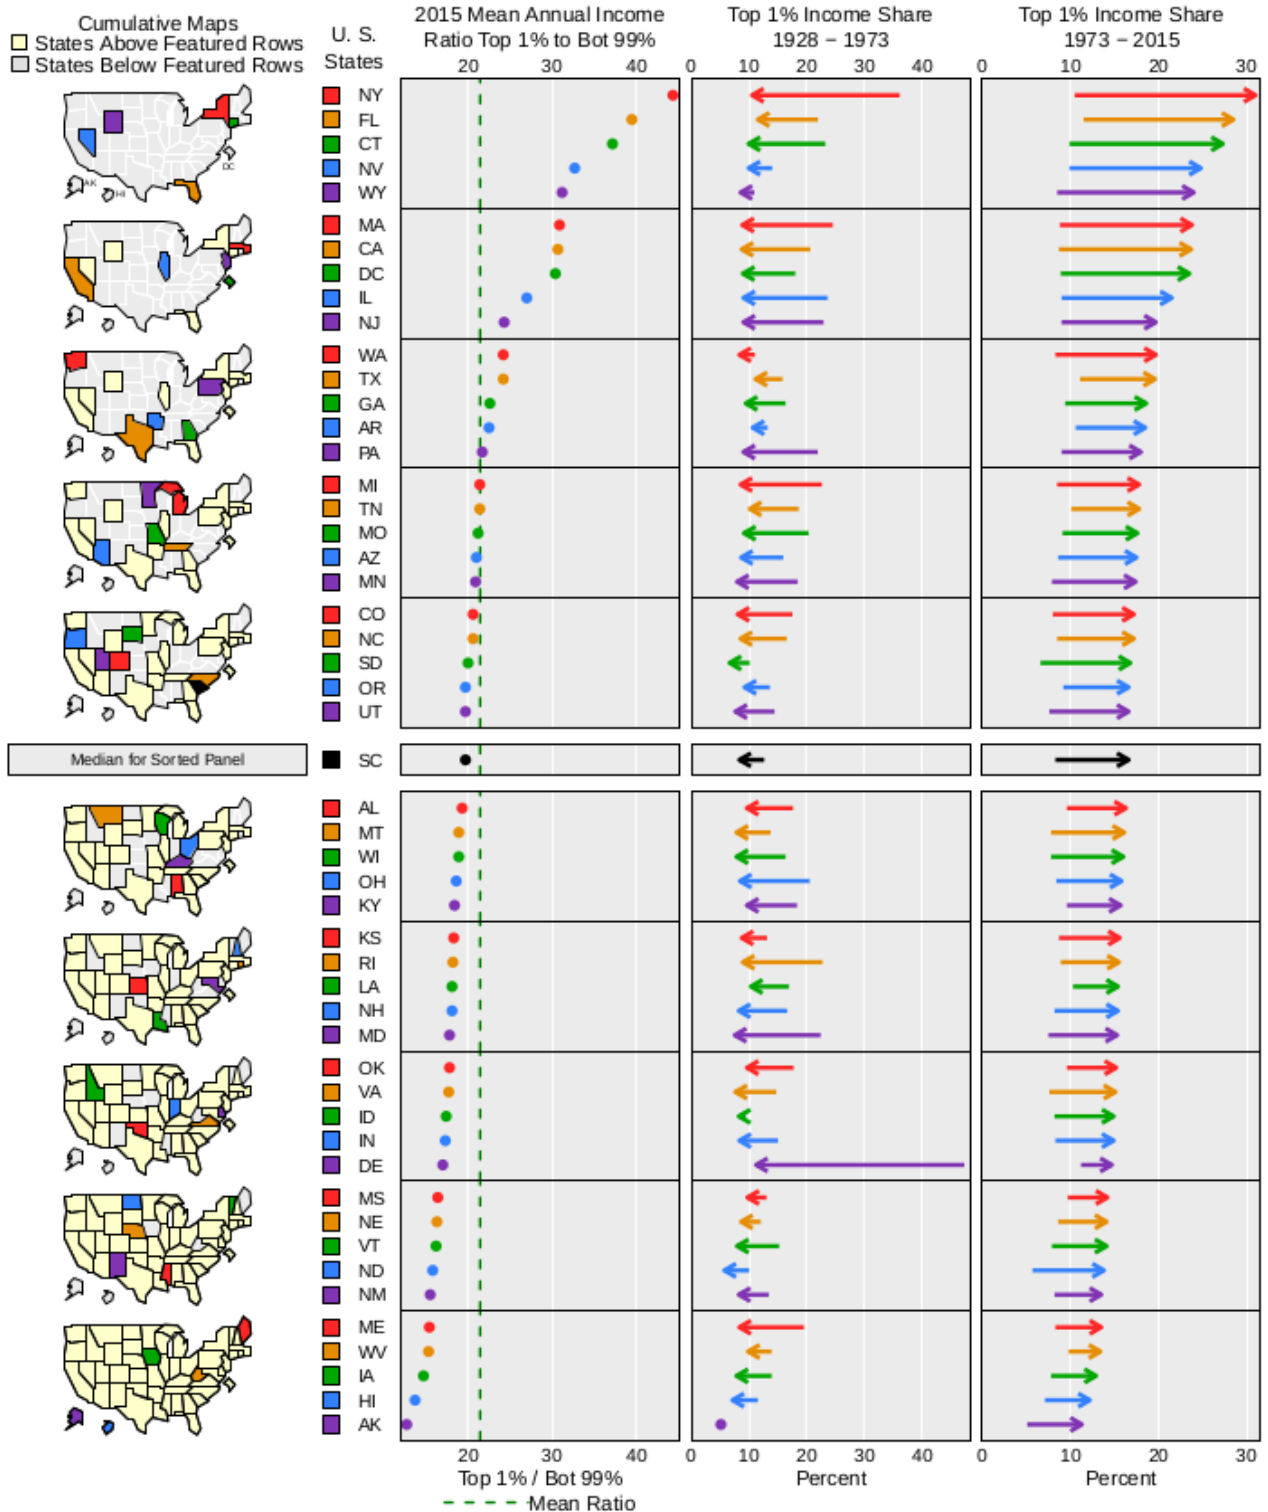 Cumulative Maps
States Above Featured Rows
States Below Featured Rows
U. S.
States
2015 Mean Annual Income
Ratio Top 1% to Bot 99%
20 30 40
Top 1% Income Share
1928 – 1973
0 10 20 30 40
Top 1% Income Share
1973 – 2015
0 10 20 30
NY
FL
CT
NV
WY
DC
AK
HI
MA
CA
DC
IL
NJ
WA
TX
GA
AR
PA
MI
TN
MO
AZ
MN
CO
NC
SD
OR
UT
Median for Sorted Panel
SC
AL
MT
WI
OH
KY
KS
RI
LA
NH
MD
OK
VA
ID
IN
DE
MS
NE
VT
ND
NM
ME
WV
IA
HI
AK
20 30 40
Top 1% / Bot 99%
Mean Ratio
0 10 20 30 40
Percent
0 10 20 30
Percent